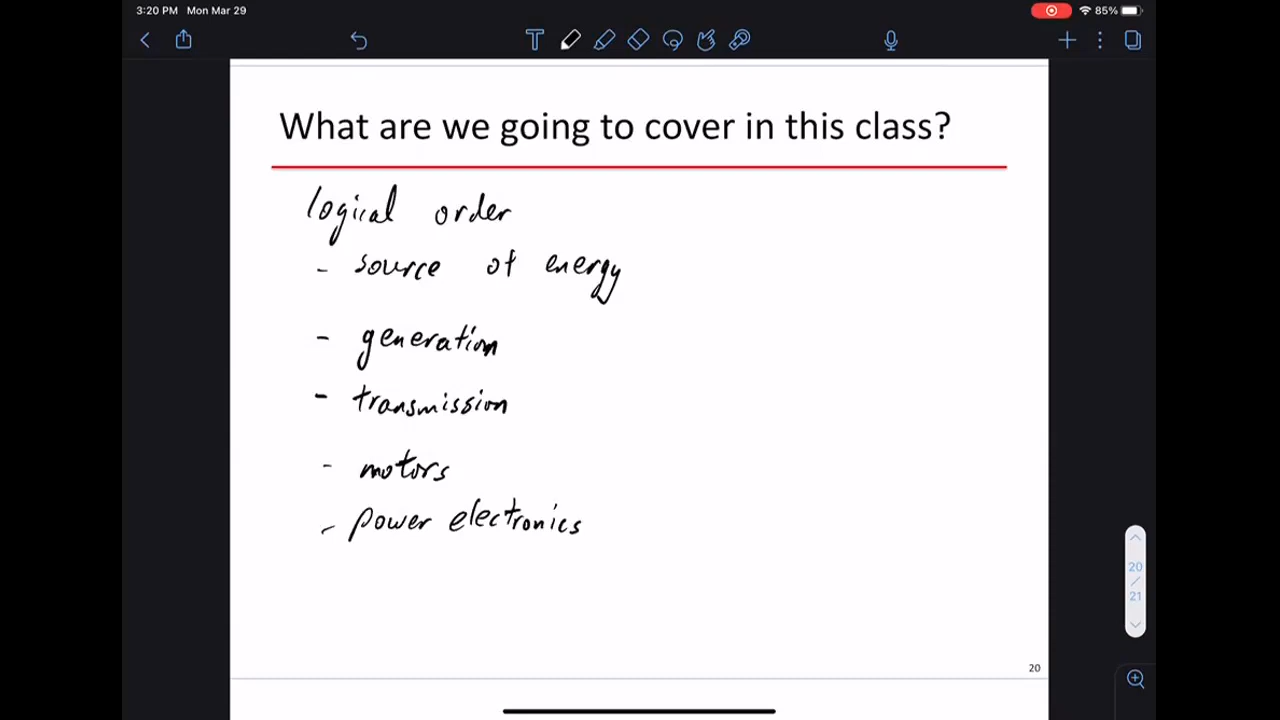 3:20 PM Mon Mar 29
85%
What are we going to cover in this class?
logical order
- source of energy
- generation
- transmission
- motors
- power electronics
20
/
21
20